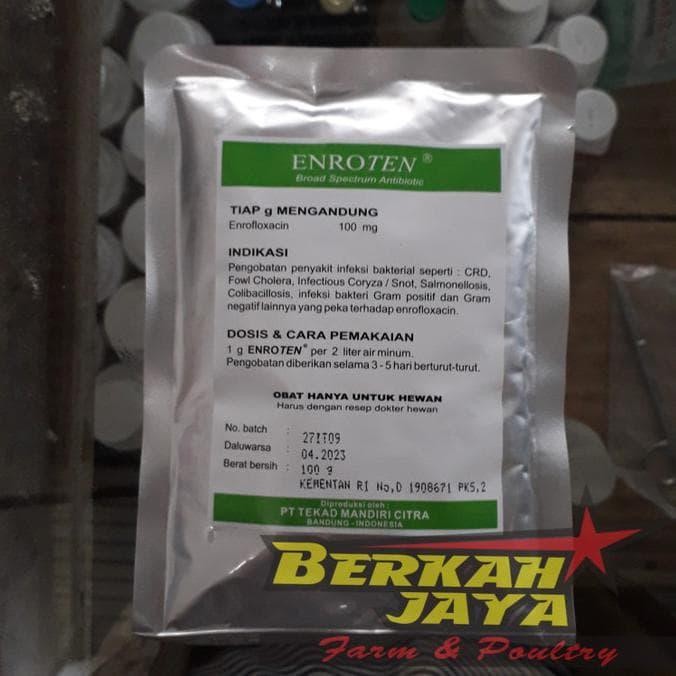 ENROTEN®
Broad Spectrum Antibiotic
TIAP g MENGANDUNG
Enrofloxacin 100 mg
INDIKASI
Pengobatan penyakit infeksi bakterial seperti : CRD,
Fowl Cholera, Infectious Coryza / Snot, Salmonellosis,
Colibacillosis, infeksi bakteri Gram positif dan Gram
negatif lainnya yang peka terhadap enrofloxacin.
DOSIS & CARA PEMAKAIAN
1 g ENROTEN® per 2 liter air minum.
Pengobatan diberikan selama 3 - 5 hari berturut-turut.
OBAT HANYA UNTUK HEWAN
Harus dengan resep dokter hewan
No. batch : 27IT09
Daluwarsa : 04.2023
Berat bersih : 100 g
KEMENTAN RI No,D 1908671 PKS,2
Diproduksi oleh :
PT TEKAD MANDIRI CITRA
BANDUNG - INDONESIA
BERKAH
JAYA
Farm & Poultry